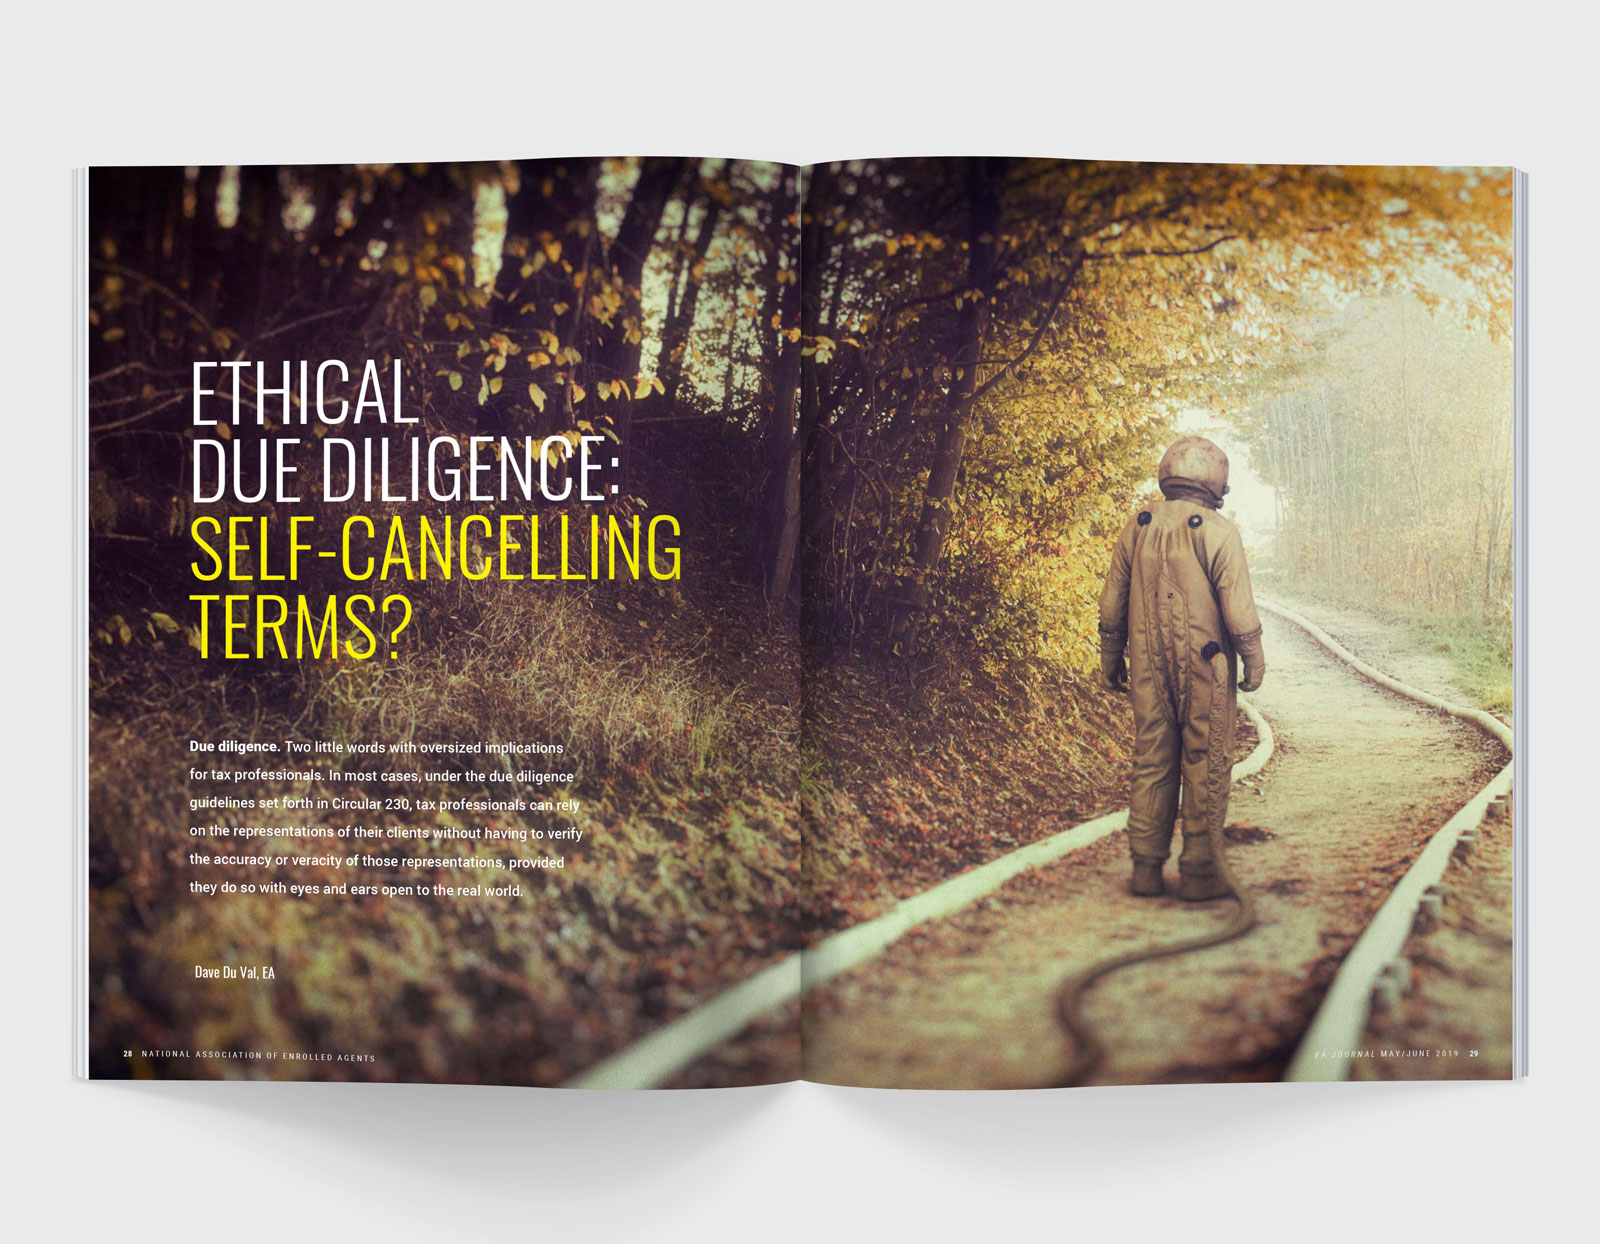 ETHICAL
DUE DILIGENCE:
SELF-CANCELLING
TERMS?
Due diligence. Two little words with oversized implications
for tax professionals. In most cases, under the due diligence
guidelines set forth in Circular 230, tax professionals can rely
on the representations of their clients without having to verify
the accuracy or veracity of those representations, provided
they do so with eyes and ears open to the real world.
Dave Du Val, EA
28 NATIONAL ASSOCIATION OF ENROLLED AGENTS
EA JOURNAL MAY/JUNE 2019 29